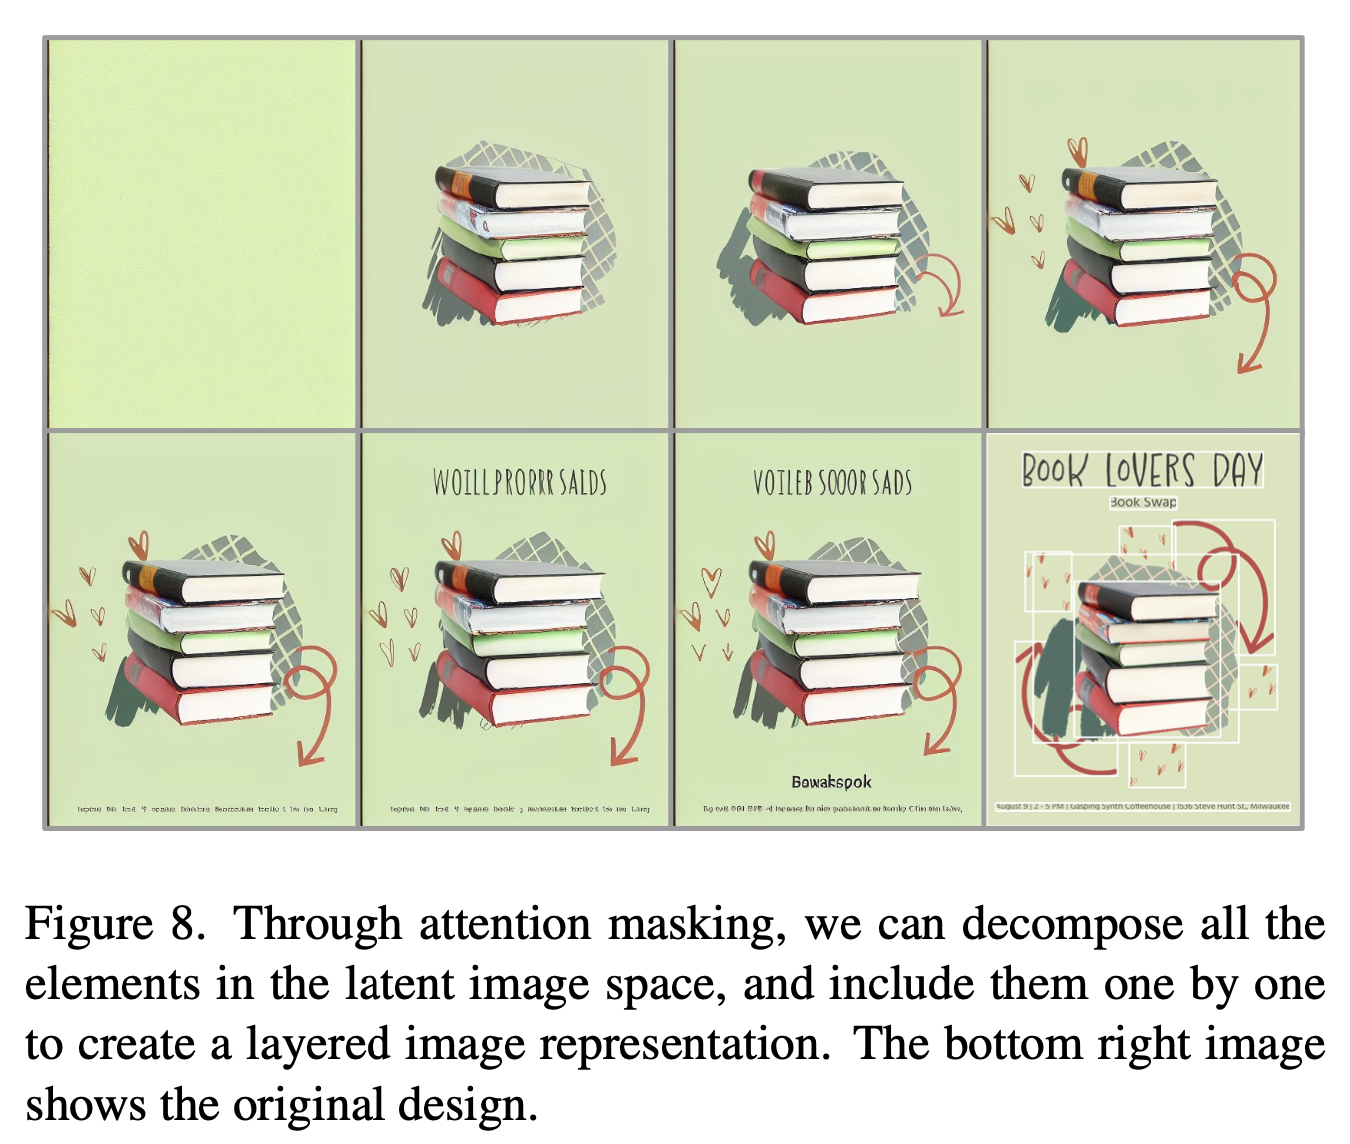 WOILLPRORRR SALDS
VOILEB SOOOR SADS
Bewakspok
BOOK LOVERS DAY
Book Swap
August 9 | 2 - 5 PM | Gasping Synth Coffeehouse | 1536 Steve Hunt St., Milwaukee
Figure 8. Through attention masking, we can decompose all the
elements in the latent image space, and include them one by one
to create a layered image representation. The bottom right image
shows the original design.